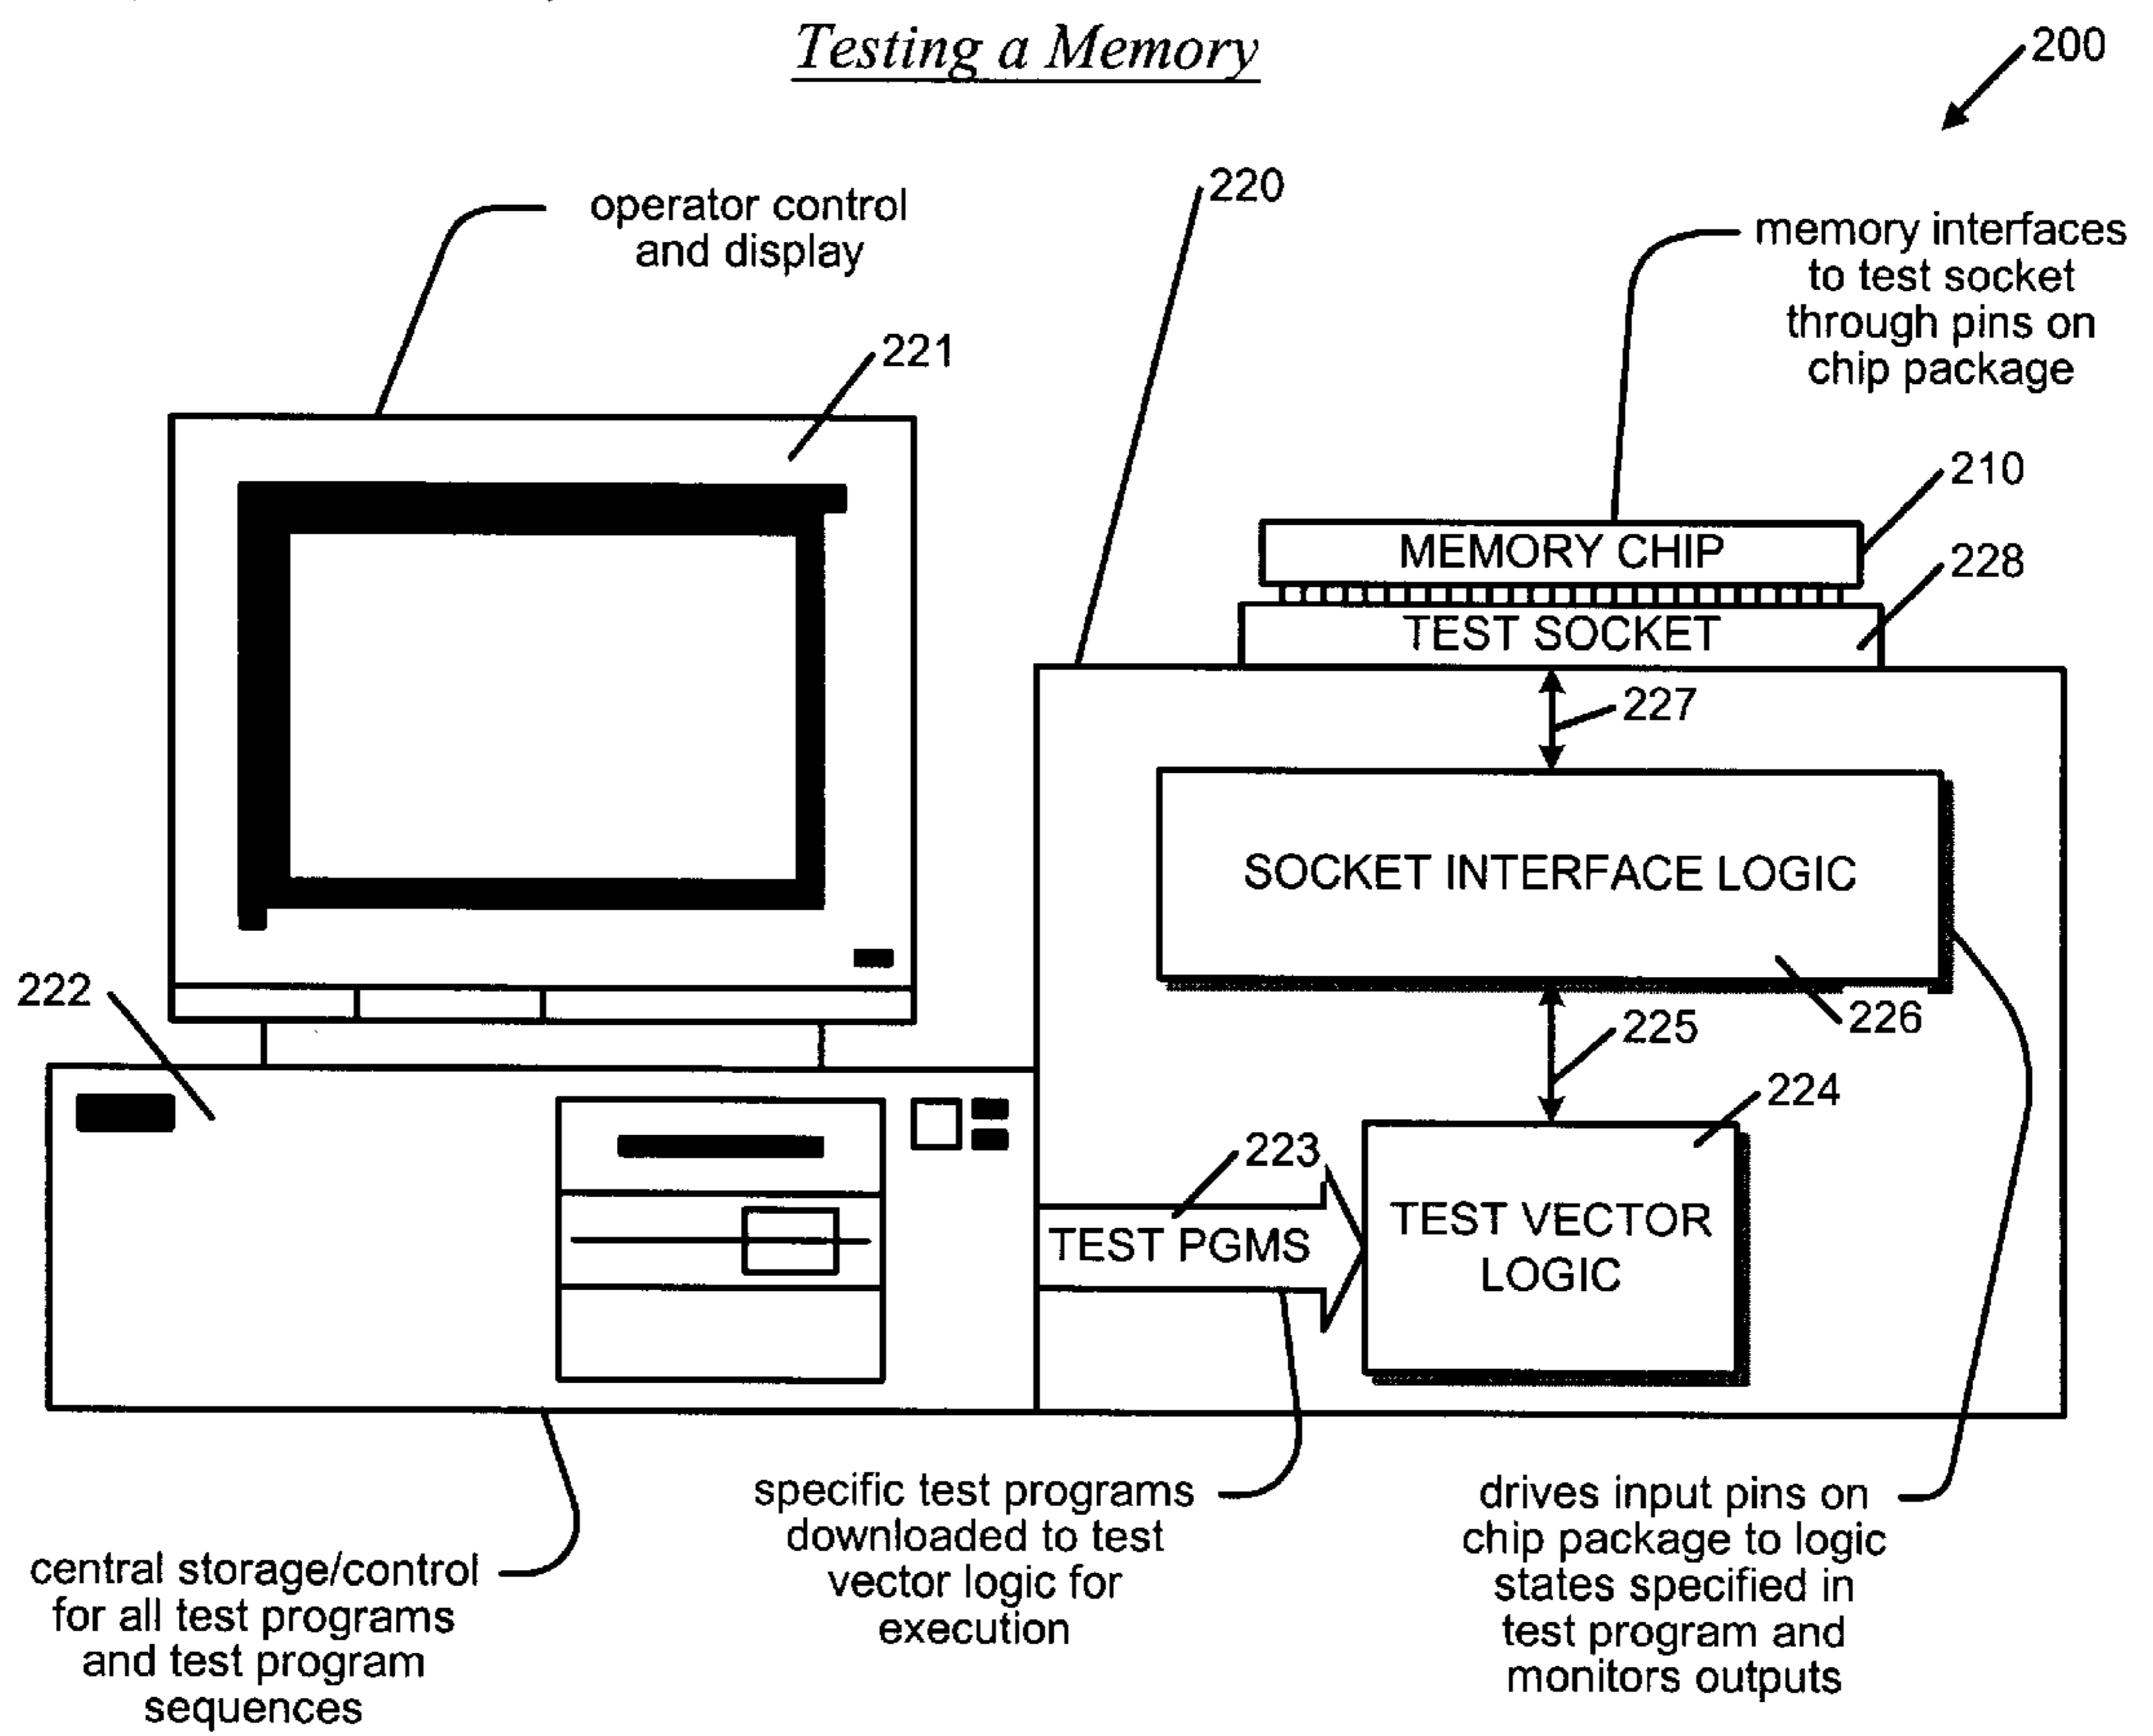 Testing a Memory
200
220
operator control
and display
memory interfaces
to test socket
through pins on
chip package
221
210
MEMORY CHIP
228
TEST SOCKET
227
SOCKET INTERFACE LOGIC
222
226
225
224
223
TEST PGMS
TEST VECTOR
LOGIC
specific test programs
downloaded to test
vector logic for
execution
drives input pins on
chip package to logic
states specified in
test program and
monitors outputs
central storage/control
for all test programs
and test program
sequences